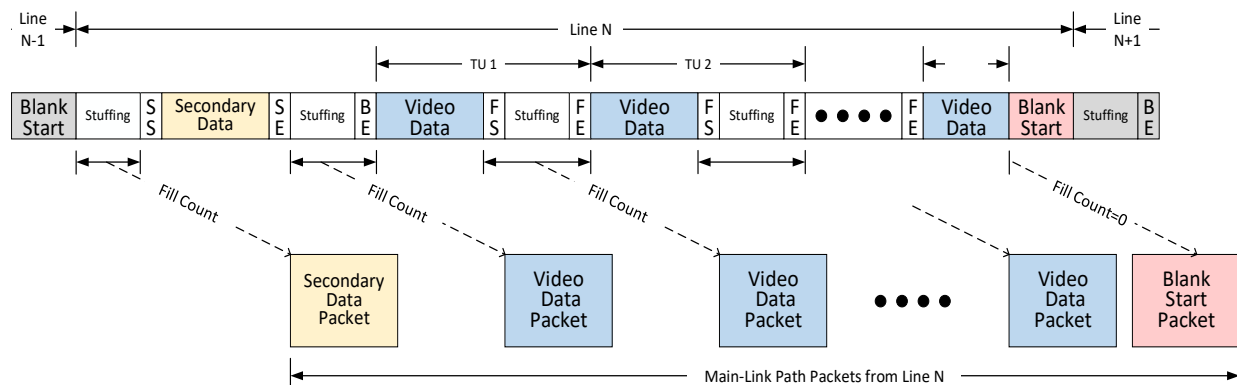 Line
N-1
Line N
Line
N+1
TU 1
TU 2
Blank
Start
Stuffing
S
S
Secondary
Data
S
E
Stuffing
B
E
Video
Data
F
S
Stuffing
F
E
Video
Data
F
S
Stuffing
F
E
F
E
Video
Data
Blank
Start
Stuffing
B
E
Fill Count
Fill Count
Fill Count
Fill Count=0
Secondary
Data
Packet
Video
Data
Packet
Video
Data
Packet
Video
Data
Packet
Blank
Start
Packet
Main-Link Path Packets from Line N